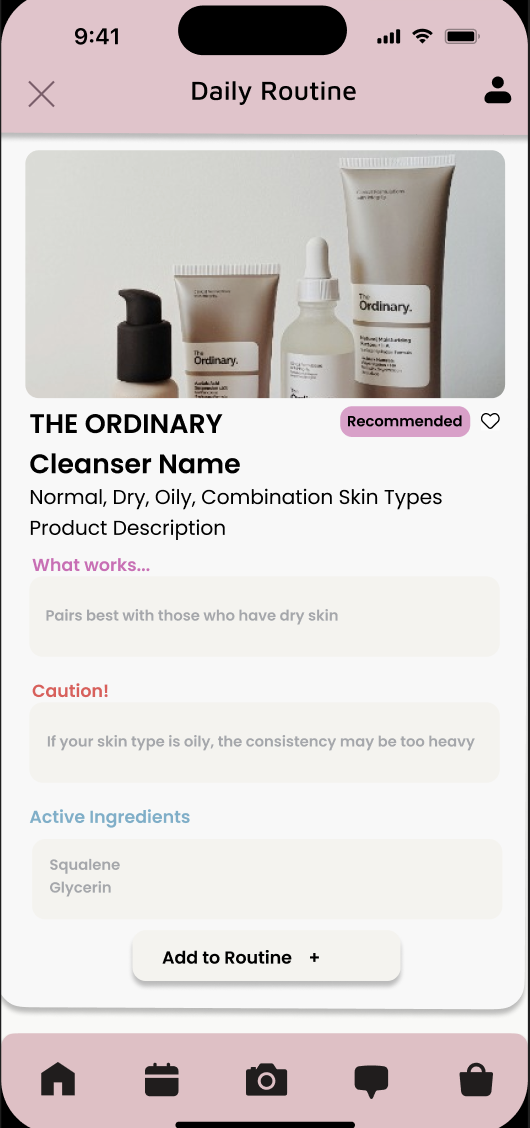 9:41
Daily Routine
The
Ordinary.
The
Ordinary.
The
THE ORDINARY
Recommended
Cleanser Name
Normal, Dry, Oily, Combination Skin Types
Product Description
What works...
Pairs best with those who have dry skin
Caution!
If your skin type is oily, the consistency may be too heavy
Active Ingredients
Squalene
Glycerin
Add to Routine +